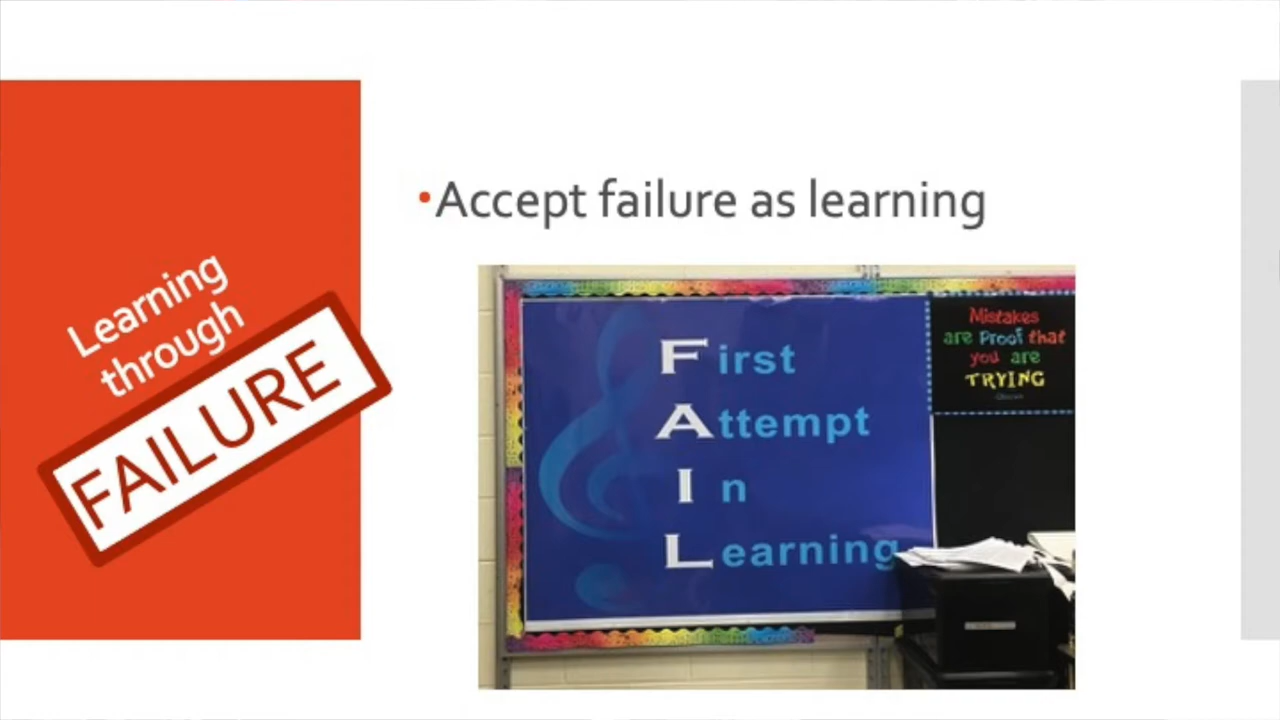 Learning
through
FAILURE
•Accept failure as learning
First
Attempt
In
Learning
Mistakes
are Proof that
you are
TRYING